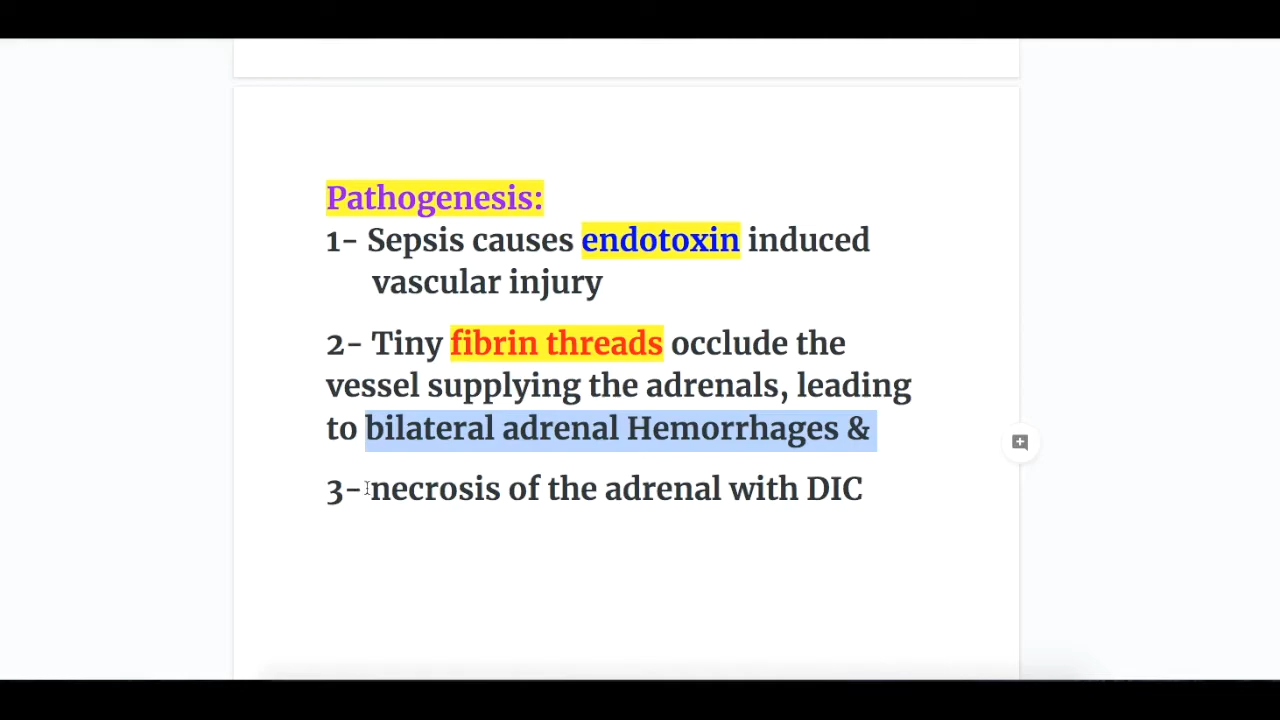 Pathogenesis:
1- Sepsis causes endotoxin induced
vascular injury
2- Tiny fibrin threads occlude the
vessel supplying the adrenals, leading
to bilateral adrenal Hemorrhages &
3- necrosis of the adrenal with DIC